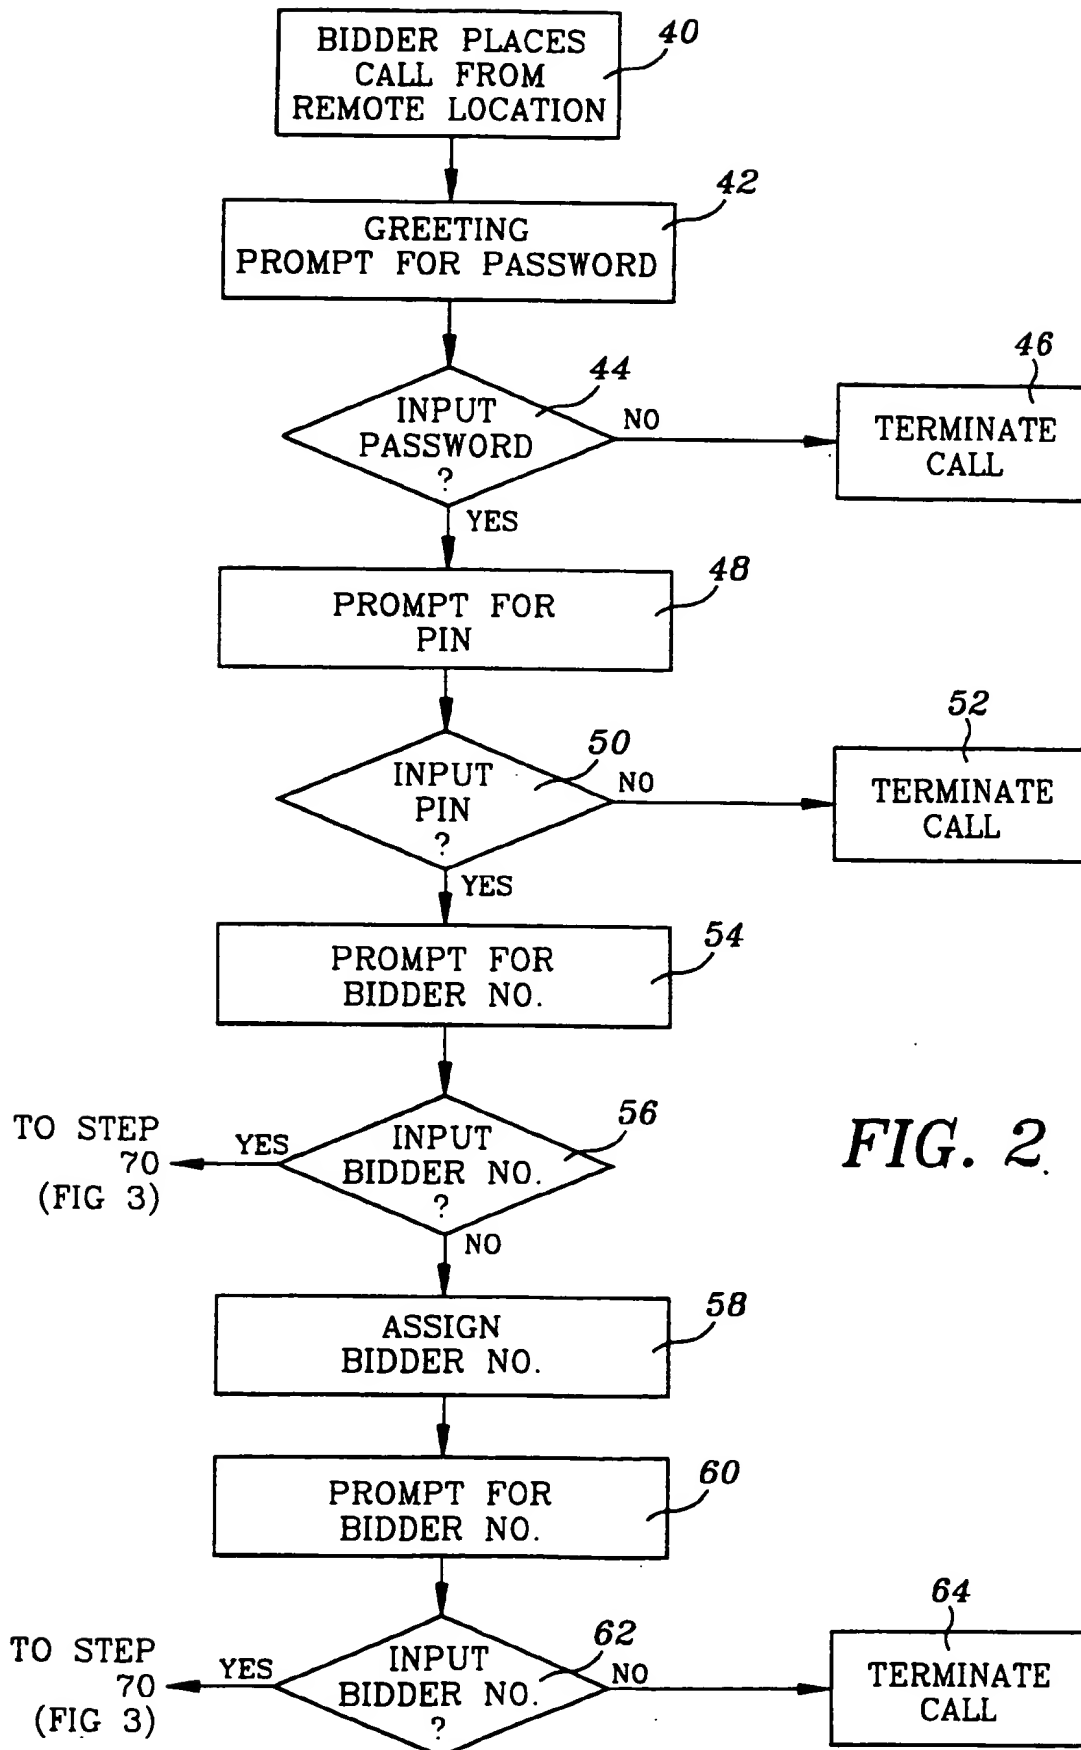 BIDDER PLACES
CALL FROM
REMOTE LOCATION
40
GREETING
PROMPT FOR PASSWORD
42
INPUT
PASSWORD
?
44
NO
TERMINATE
CALL
46
YES
PROMPT FOR
PIN
48
INPUT
PIN
?
50
NO
TERMINATE
CALL
52
YES
PROMPT FOR
BIDDER NO.
54
INPUT
BIDDER NO.
?
56
YES
TO STEP
70
(FIG 3)
FIG. 2.
NO
ASSIGN
BIDDER NO.
58
PROMPT FOR
BIDDER NO.
60
INPUT
BIDDER NO.
?
62
YES
TO STEP
70
(FIG 3)
NO
TERMINATE
CALL
64